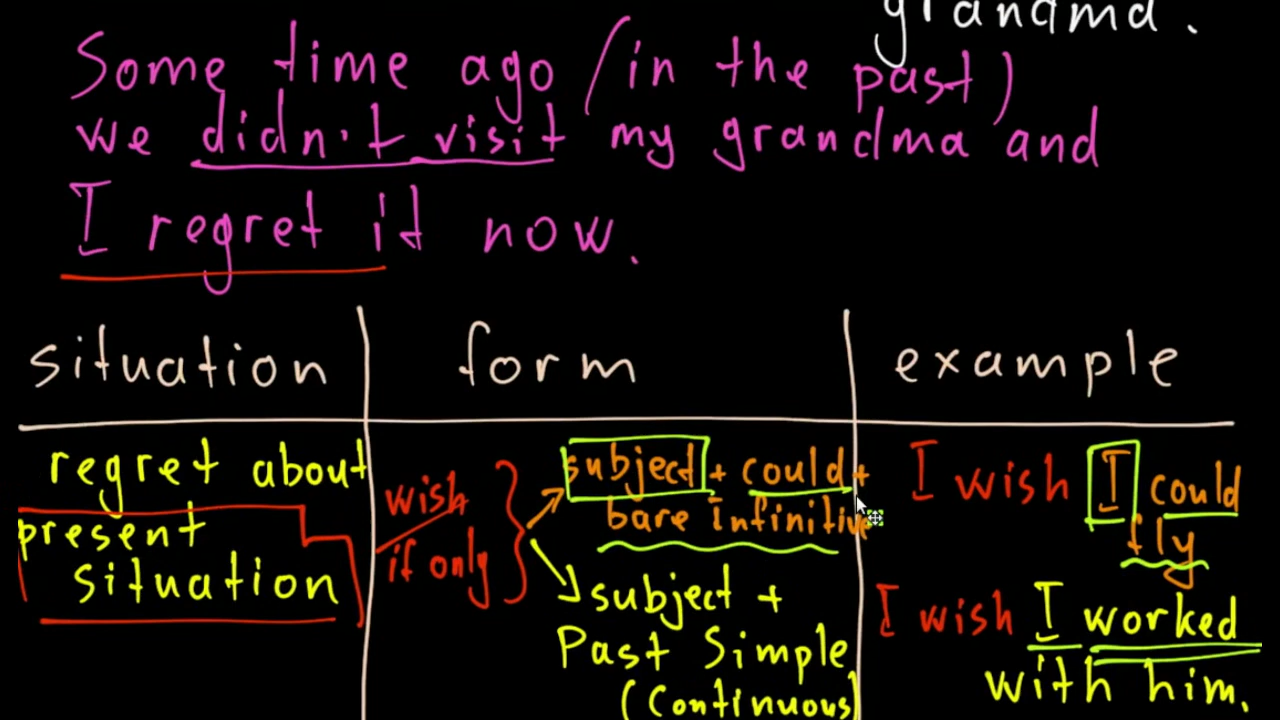 grandma.
Some time ago (in the past)
we didn't visit my grandma and
I regret it now.
situation form example
regret about
present
situation
wish
if only
subject + could +
bare infinitive
subject +
Past Simple
(Continuous)
I wish I could
fly
I wish I worked
with him.